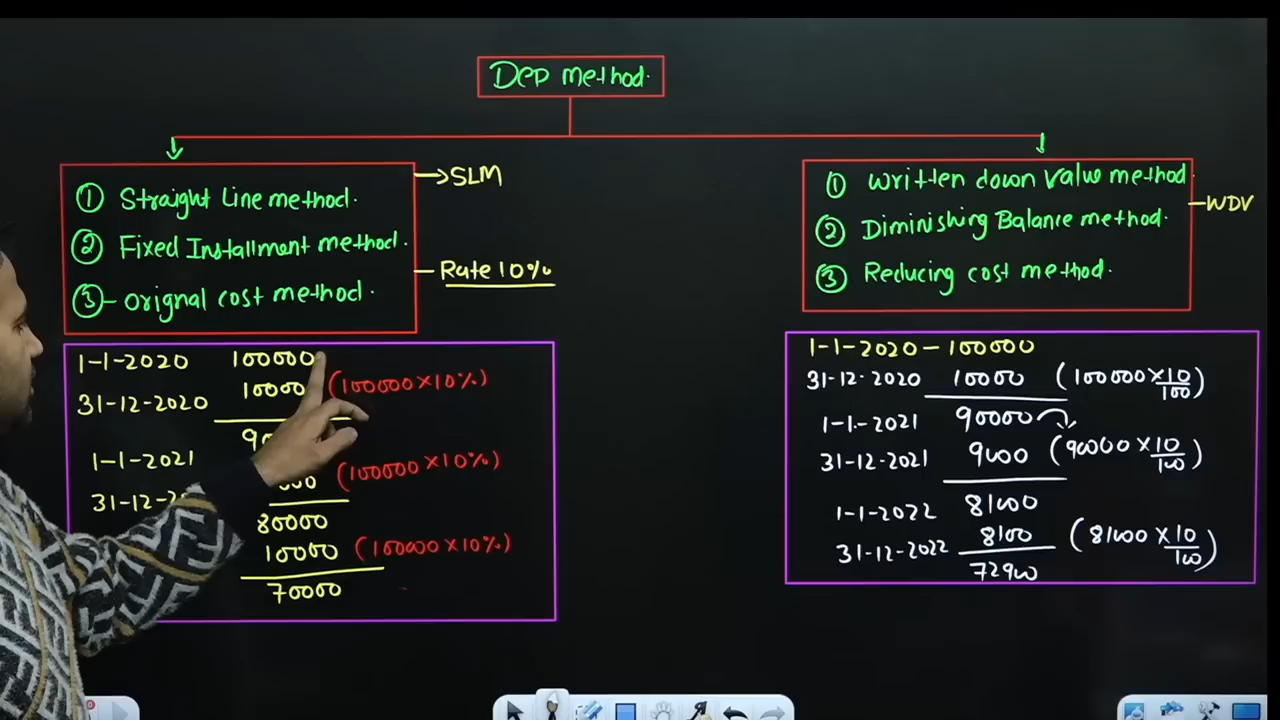 Dep method.
→ SLM
① Straight Line method.
② Fixed Installment method.
③- orignal cost method.
Rate 10%
① Written down value method.
② Diminishing Balance method.
③ Reducing cost method.
WDV
1-1-2020 100000
31-12-2020 10000 (100000×10%)
1-1-2021
(100000×10%)
31-12-
80000
10000 (100000×10%)
70000
1-1-2020 - 100000
31-12-2020 10000 (100000×10/100)
1-1-2021 90000
31-12-2021 9000 (90000×10/100)
1-1-2022 81000
31-12-2022 8100 (81000×10/100)
72900